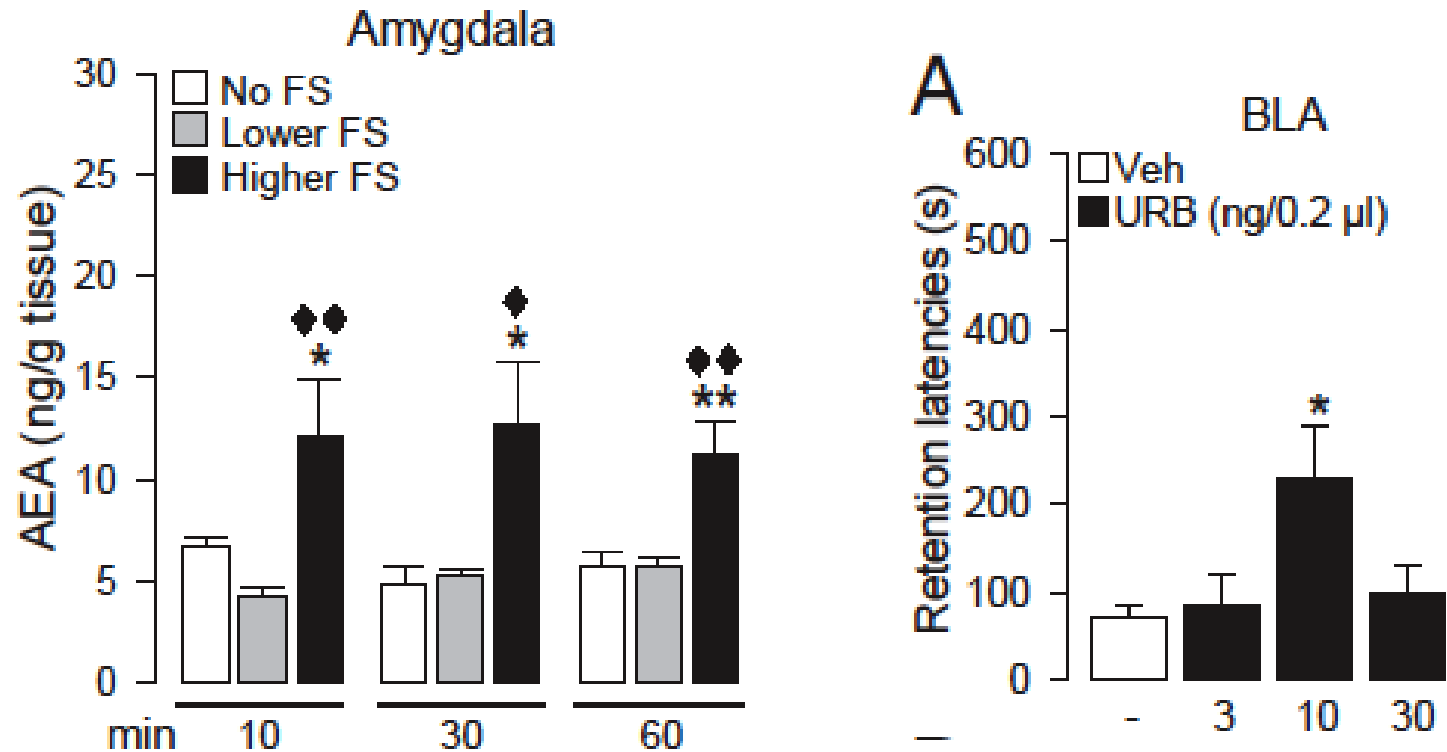 Amygdala
AEA (ng/g tissue)
30
25
20
15
10
5
0
No FS
Lower FS
Higher FS
♦♦
*
♦
*
♦♦
**
min 10 30 60
A
BLA
Retention latencies (s)
600
500
400
300
200
100
0
Veh
URB (ng/0.2 µl)
*
- 3 10 30